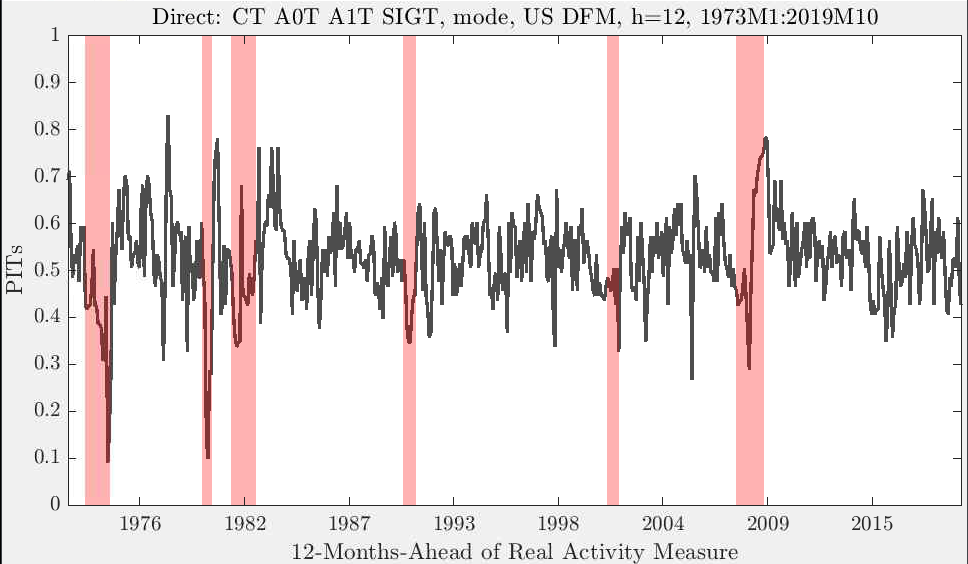 Direct: CT A0T A1T SIGT, mode, US DFM, h=12, 1973M1:2019M10
1
0.9
0.8
0.7
0.6
0.5
0.4
0.3
0.2
0.1
0
PITs
1976 1982 1987 1993 1998 2004 2009 2015
12-Months-Ahead of Real Activity Measure